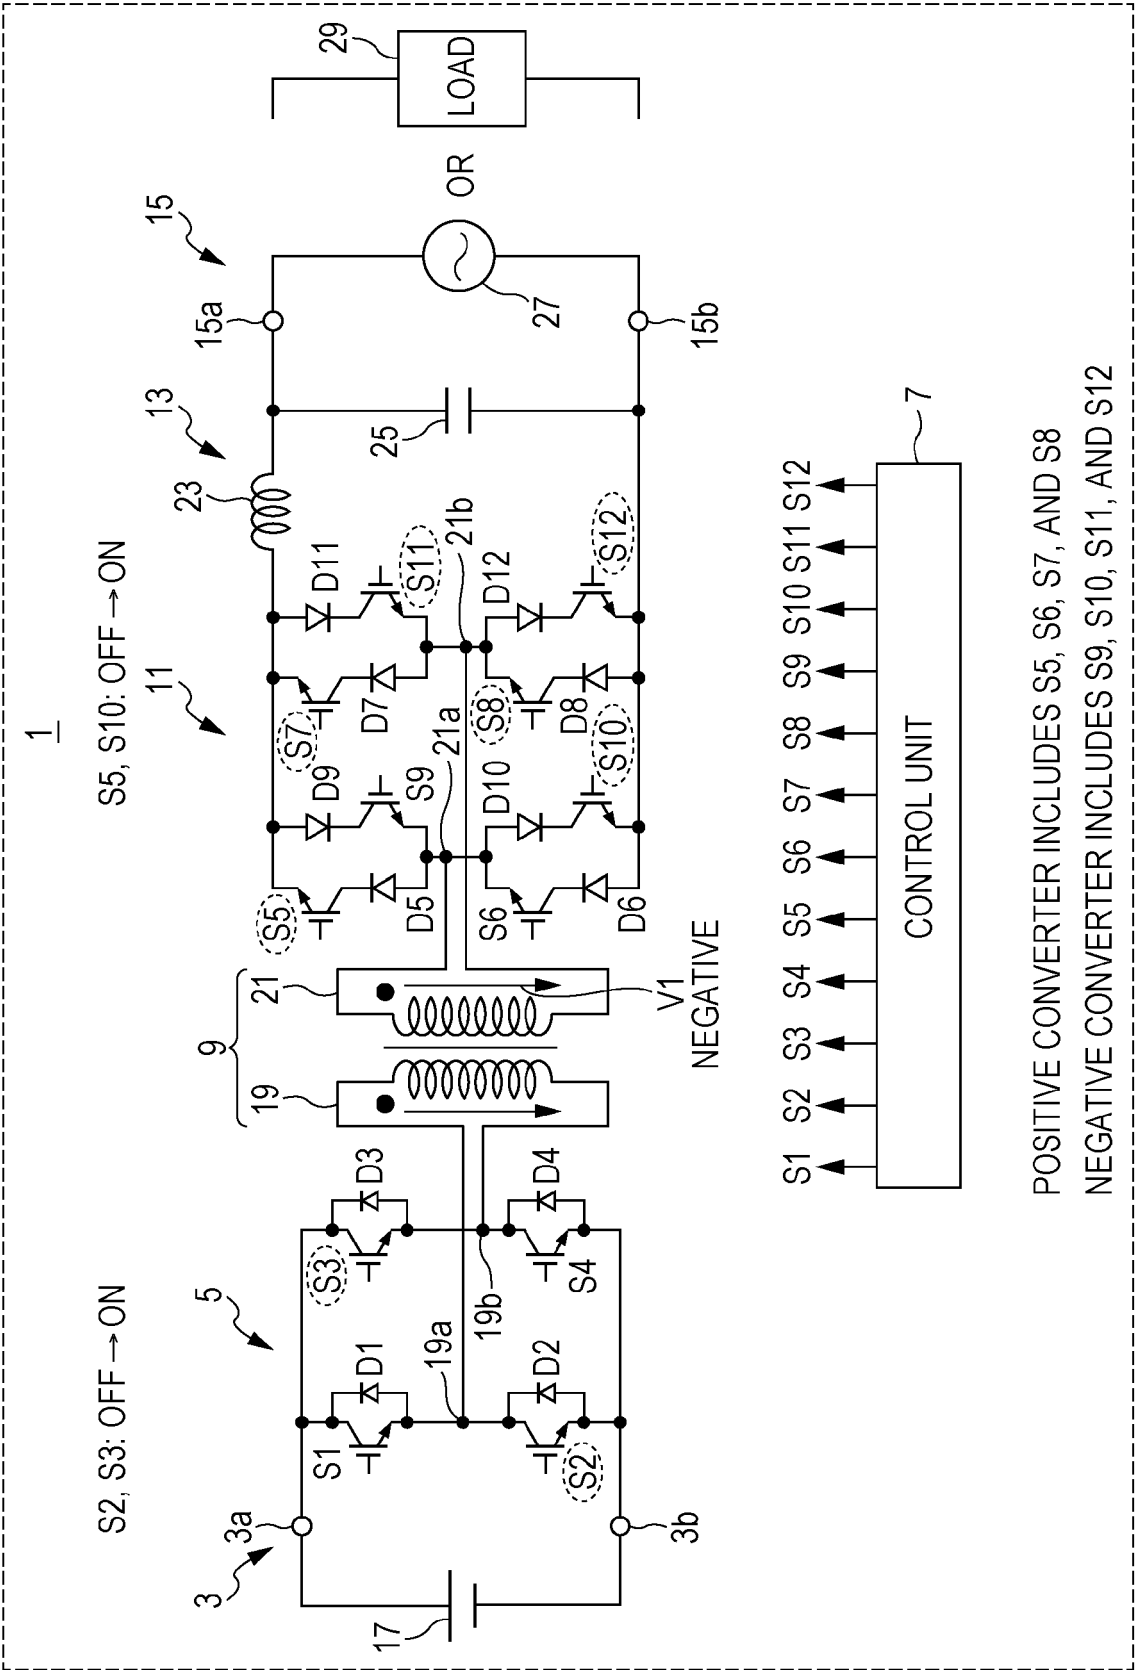 1
S2, S3: OFF → ON
S5, S10: OFF → ON
3
5
9
11
13
15
3a
19
21
23
15a
29
S1
D1
S3
D3
S5
D9
S7
D11
LOAD
17
19a
19b
D5
S9
21a
D7
S11
21b
25
27
OR
S2
D2
S4
D4
S6
D10
S8
D12
D6
S10
D8
S12
3b
V1
NEGATIVE
15b
S1 S2 S3 S4 S5 S6 S7 S8 S9 S10 S11 S12
CONTROL UNIT
7
POSITIVE CONVERTER INCLUDES S5, S6, S7, AND S8
NEGATIVE CONVERTER INCLUDES S9, S10, S11, AND S12